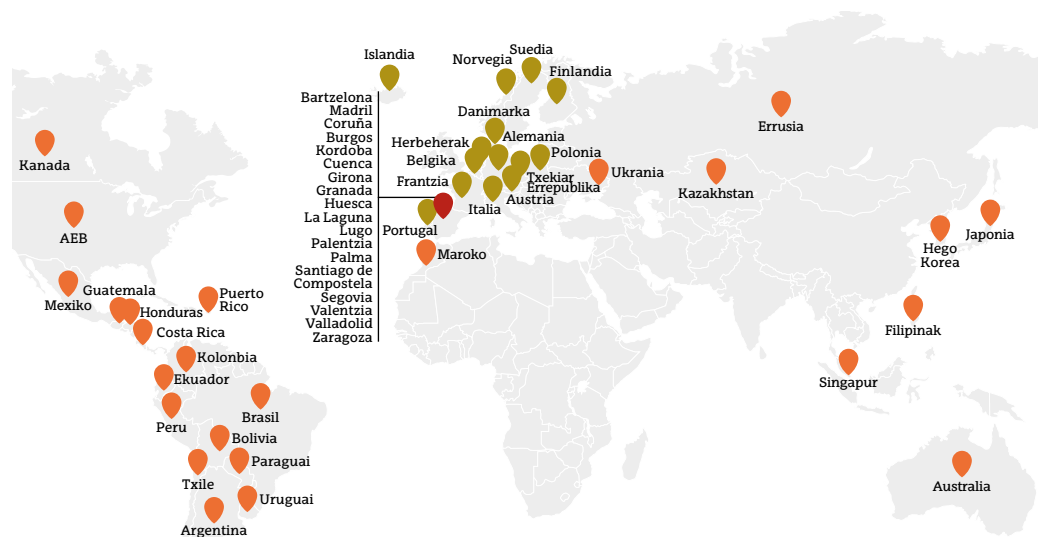 Islandia
Norvegia
Suedia
Finlandia
Bartzelona
Madril
Coruña
Burgos
Kordoba
Cuenca
Girona
Granada
Huesca
La Laguna
Lugo
Palentzia
Palma
Santiago de
Compostela
Segovia
Valentzia
Valladolid
Zaragoza
Danimarka
Herbeherak
Alemania
Belgika
Polonia
Txekiar
Errepublika
Frantzia
Austria
Italia
Portugal
Ukrania
Errusia
Kazakhstan
Maroko
Kanada
AEB
Mexiko
Guatemala
Honduras
Puerto
Rico
Costa Rica
Kolonbia
Ekuador
Peru
Brasil
Bolivia
Paraguai
Txile
Uruguai
Argentina
Japonia
Hego
Korea
Filipinak
Singapur
Australia